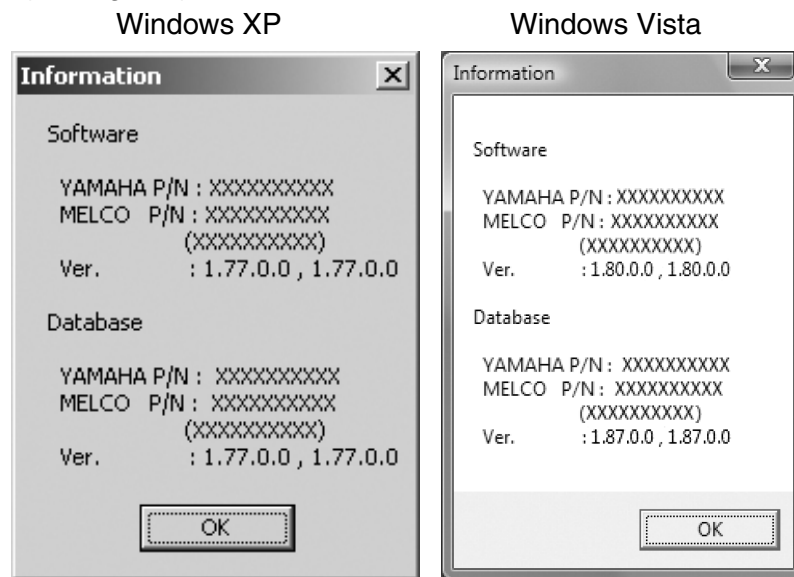 Windows XP
Information
Software
YAMAHA P/N : XXXXXXXXXX
MELCO P/N : XXXXXXXXXX
(XXXXXXXXXX)
Ver. : 1.77.0.0 , 1.77.0.0
Database
YAMAHA P/N : XXXXXXXXXX
MELCO P/N : XXXXXXXXXX
(XXXXXXXXXX)
Ver. : 1.77.0.0 , 1.77.0.0
OK
Windows Vista
Information
Software
YAMAHA P/N : XXXXXXXXXX
MELCO P/N : XXXXXXXXXX
(XXXXXXXXXX)
Ver. : 1.80.0.0 , 1.80.0.0
Database
YAMAHA P/N : XXXXXXXXXX
MELCO P/N : XXXXXXXXXX
(XXXXXXXXXX)
Ver. : 1.87.0.0 , 1.87.0.0
OK